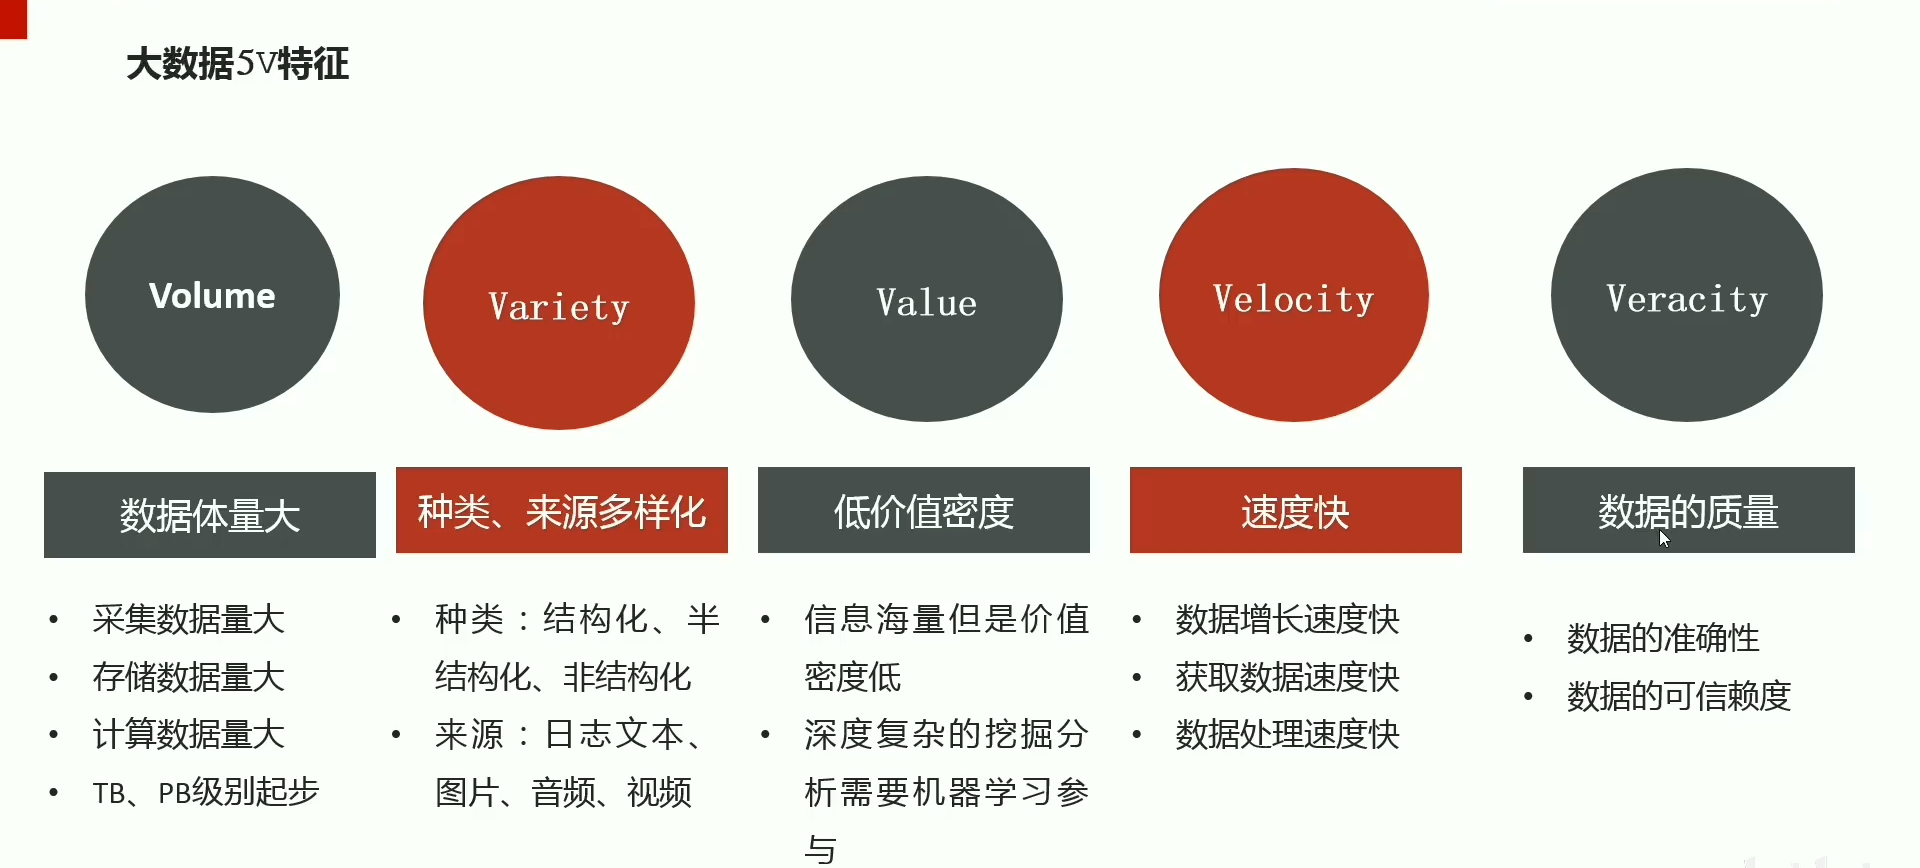 大数据5V特征
Volume
Variety
Value
Velocity
Veracity
数据体量大
种类、来源多样化
低价值密度
速度快
数据的质量
• 采集数据量大
• 存储数据量大
• 计算数据量大
• TB、PB级别起步
• 种类：结构化、半
结构化、非结构化
• 来源：日志文本、
图片、音频、视频
• 信息海量但是价值
密度低
• 深度复杂的挖掘分
析需要机器学习参
与
• 数据增长速度快
• 获取数据速度快
• 数据处理速度快
• 数据的准确性
• 数据的可信赖度